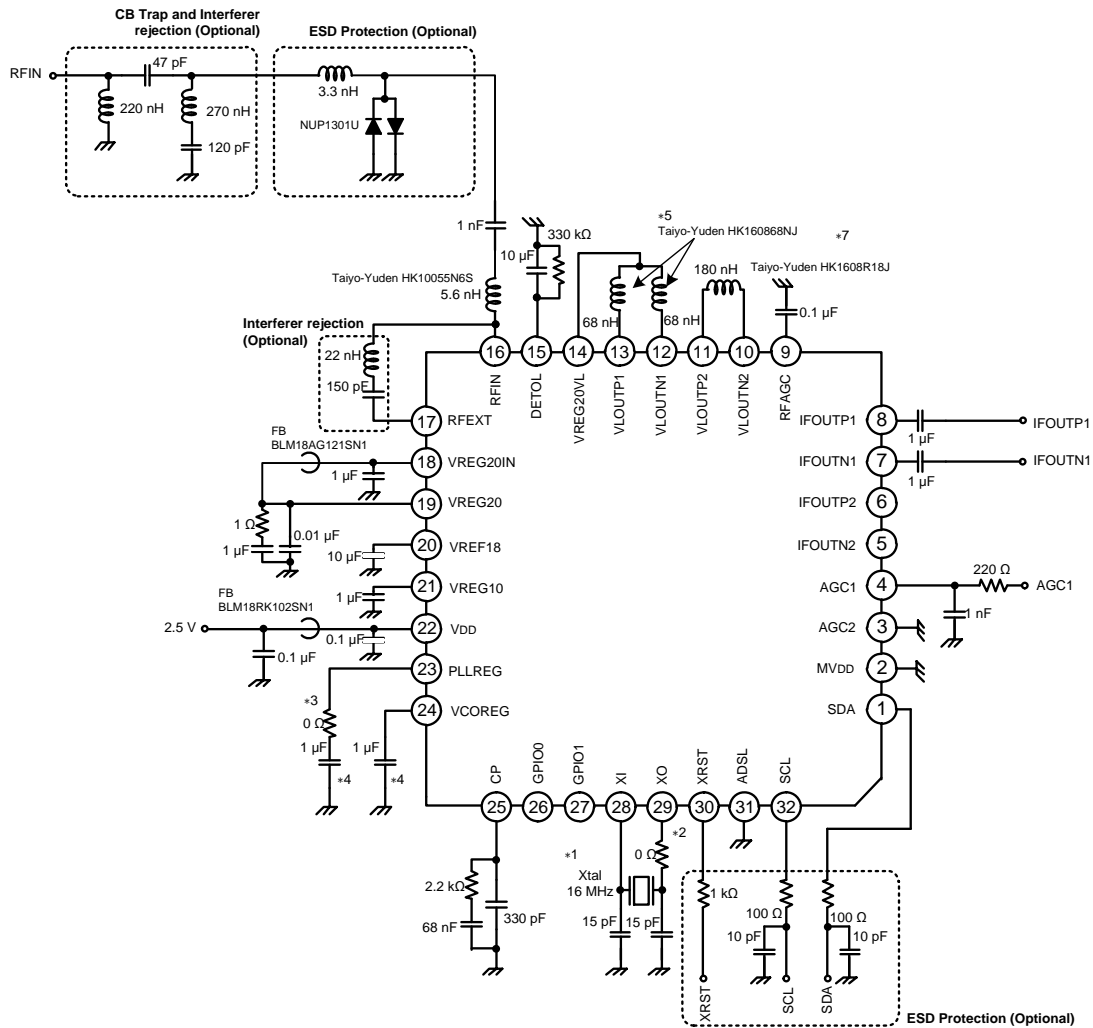 CB Trap and Interferer
rejection (Optional)
ESD Protection (Optional)
RFIN
47 pF
220 nH
270 nH
120 pF
3.3 nH
NUP1301U
1 nF
Taiyo-Yuden HK10055N6S
5.6 nH
10 µF
330 kΩ
*5
Taiyo-Yuden HK160868NJ
*7
Taiyo-Yuden HK1608R18J
68 nH
68 nH
180 nH
0.1 µF
Interferer rejection
(Optional)
22 nH
150 pF
16
15
14
13
12
11
10
9
RFIN
DETOL
VREG20VL
VLOUTP1
VLOUTN1
VLOUTP2
VLOUTN2
RFAGC
17
RFEXT
FB
BLM18AG121SN1
18
VREG20IN
1 µF
19
VREG20
1 Ω
1 µF
0.01 µF
20
VREF18
10 µF
21
VREG10
1 µF
FB
BLM18RK102SN1
2.5 V
22
VDD
0.1 µF
0.1 µF
23
PLLREG
*3
0 Ω
1 µF
*4
24
VCOREG
1 µF
*4
IFOUTP1
8
1 µF
IFOUTP1
IFOUTN1
7
1 µF
IFOUTN1
IFOUTP2
6
IFOUTN2
5
AGC1
4
220 Ω
AGC1
1 nF
AGC2
3
MVDD
2
SDA
1
CP
GPIO0
GPIO1
XI
XO
XRST
ADSL
SCL
25
26
27
28
29
30
31
32
2.2 kΩ
68 nF
330 pF
*1
Xtal
16 MHz
*2
0 Ω
15 pF
15 pF
1 kΩ
100 Ω
10 pF
100 Ω
10 pF
XRST
SCL
SDA
ESD Protection (Optional)